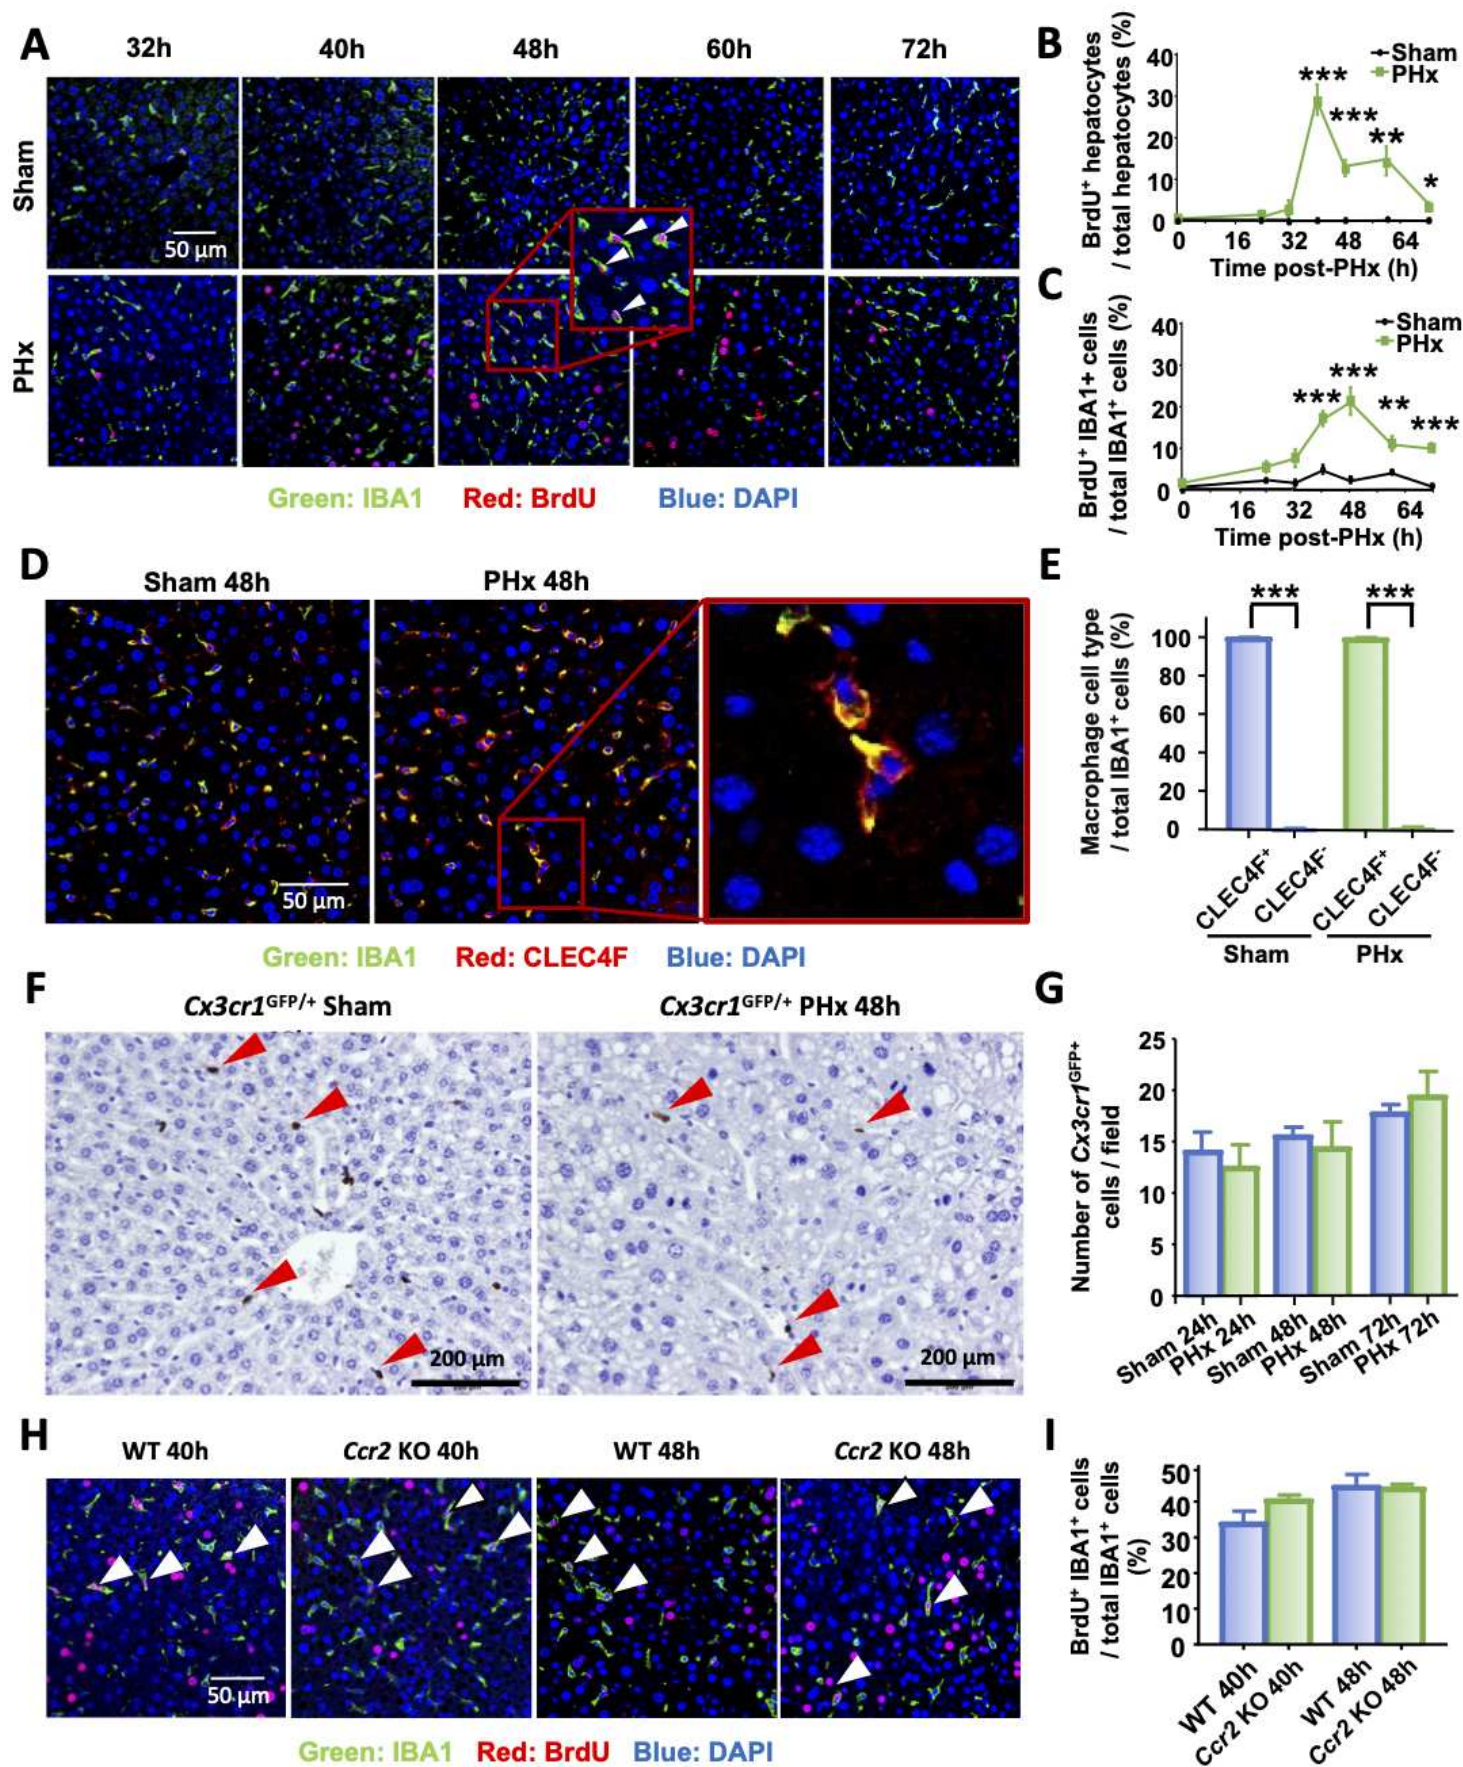 A
32h
40h
48h
60h
72h
Sham
50 µm
PHx
Green: IBA1 Red: BrdU Blue: DAPI
B
BrdU⁺ hepatocytes
/ total hepatocytes (%)
40
30
20
10
0
0 16 32 48 64
Time post-PHx (h)
Sham
PHx
***
***
**
*
C
BrdU⁺ IBA1+ cells
/ total IBA1⁺ cells (%)
40
30
20
10
0
0 16 32 48 64
Time post-PHx (h)
Sham
PHx
***
***
**
***
D
Sham 48h
PHx 48h
50 µm
Green: IBA1 Red: CLEC4F Blue: DAPI
E
Macrophage cell type
/ total IBA1⁺ cells (%)
100
80
60
40
20
0
***
***
CLEC4F⁺
CLEC4F⁻
CLEC4F⁺
CLEC4F⁻
Sham
PHx
F
Cx3cr1ᴳᶠᴾ/⁺ Sham
Cx3cr1ᴳᶠᴾ/⁺ PHx 48h
200 µm
200 µm
G
Number of Cx3cr1ᴳᶠᴾ⁺
cells / field
25
20
15
10
5
0
Sham 24h
PHx 24h
Sham 48h
PHx 48h
Sham 72h
PHx 72h
H
WT 40h
Ccr2 KO 40h
WT 48h
Ccr2 KO 48h
50 µm
Green: IBA1 Red: BrdU Blue: DAPI
I
BrdU⁺ IBA1⁺ cells
/ total IBA1⁺ cells
(%)
50
40
30
20
10
0
WT 40h
Ccr2 KO 40h
WT 48h
Ccr2 KO 48h